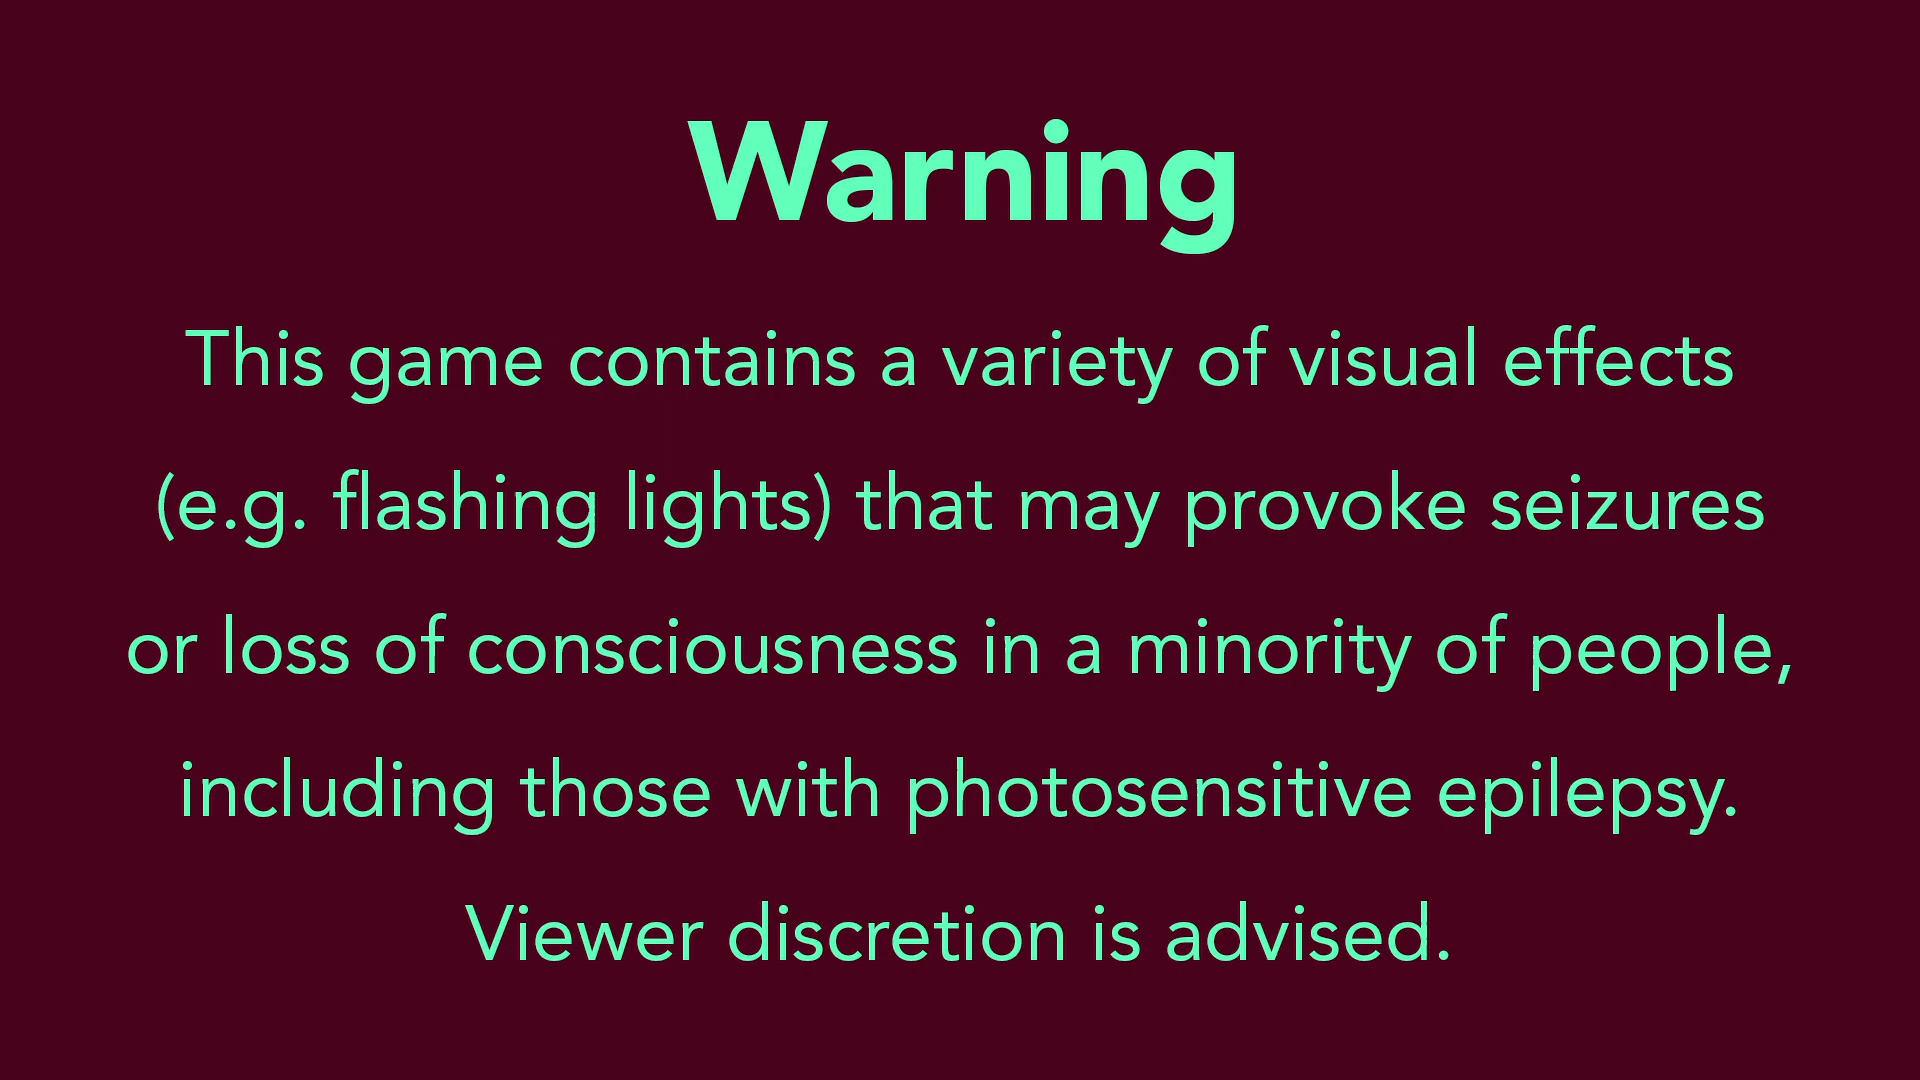 Warning
This game contains a variety of visual effects
(e.g. flashing lights) that may provoke seizures
or loss of consciousness in a minority of people,
including those with photosensitive epilepsy.
Viewer discretion is advised.